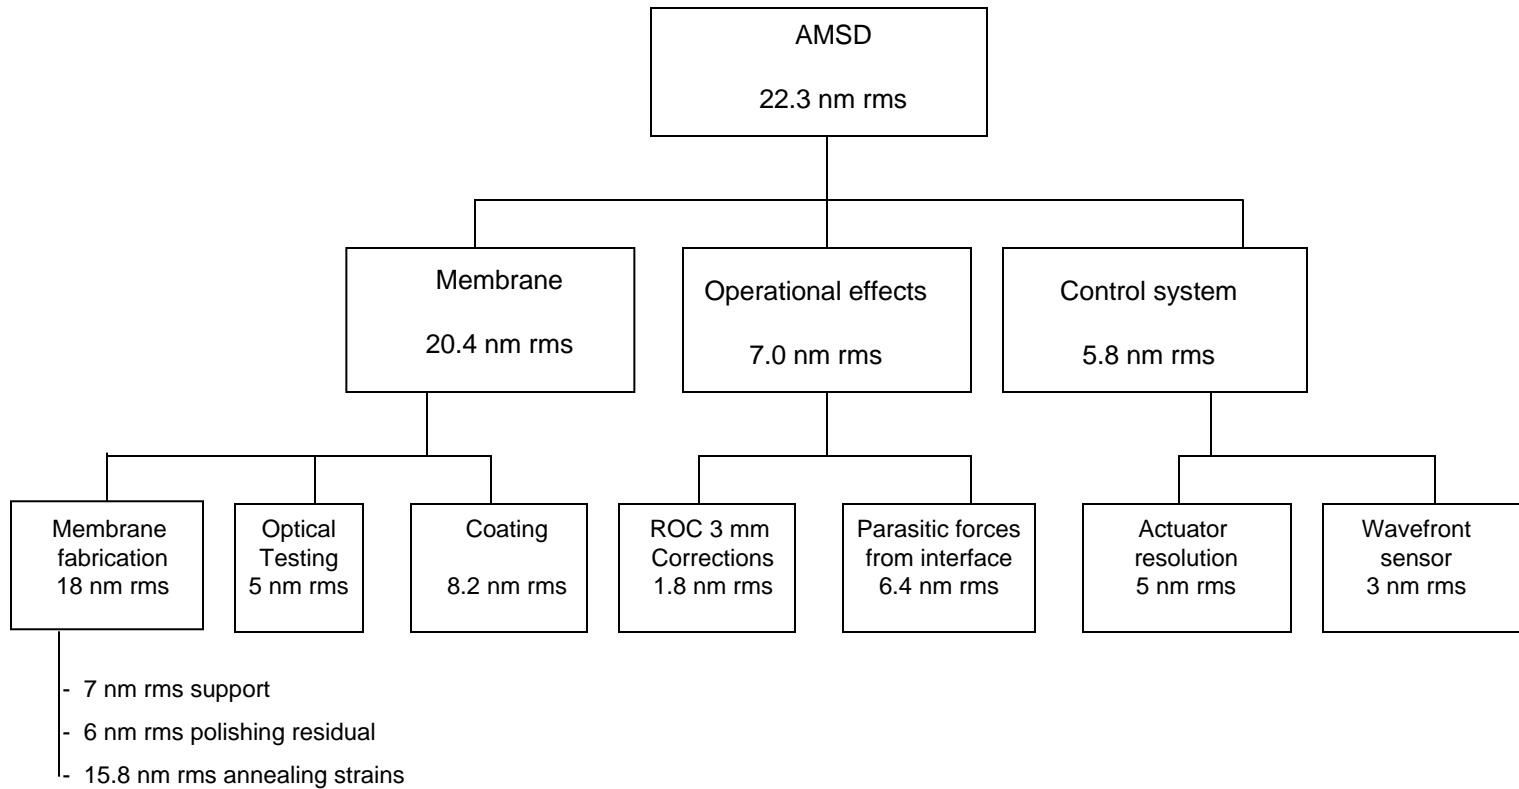 AMSD
22.3 nm rms
Membrane
20.4 nm rms
Operational effects
7.0 nm rms
Control system
5.8 nm rms
Membrane
fabrication
18 nm rms
Optical
Testing
5 nm rms
Coating
8.2 nm rms
ROC 3 mm
Corrections
1.8 nm rms
Parasitic forces
from interface
6.4 nm rms
Actuator
resolution
5 nm rms
Wavefront
sensor
3 nm rms
- 7 nm rms support
- 6 nm rms polishing residual
- 15.8 nm rms annealing strains